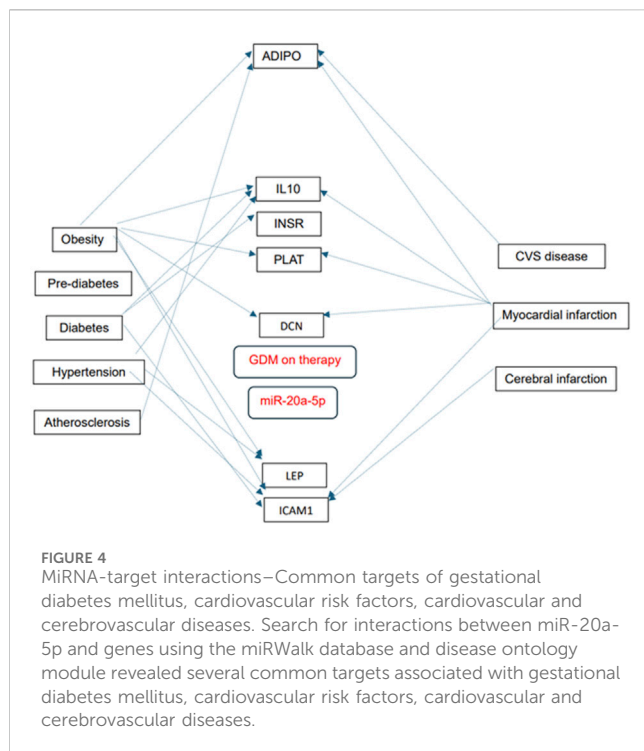 ADIPO
IL10
INSR
PLAT
DCN
GDM on therapy
miR-20a-5p
LEP
ICAM1
Obesity
Pre-diabetes
Diabetes
Hypertension
Atherosclerosis
CVS disease
Myocardial infarction
Cerebral infarction
FIGURE 4
MiRNA-target interactions–Common targets of gestational
diabetes mellitus, cardiovascular risk factors, cardiovascular and
cerebrovascular diseases. Search for interactions between miR-20a-
5p and genes using the miRWalk database and disease ontology
module revealed several common targets associated with gestational
diabetes mellitus, cardiovascular risk factors, cardiovascular and
cerebrovascular diseases.